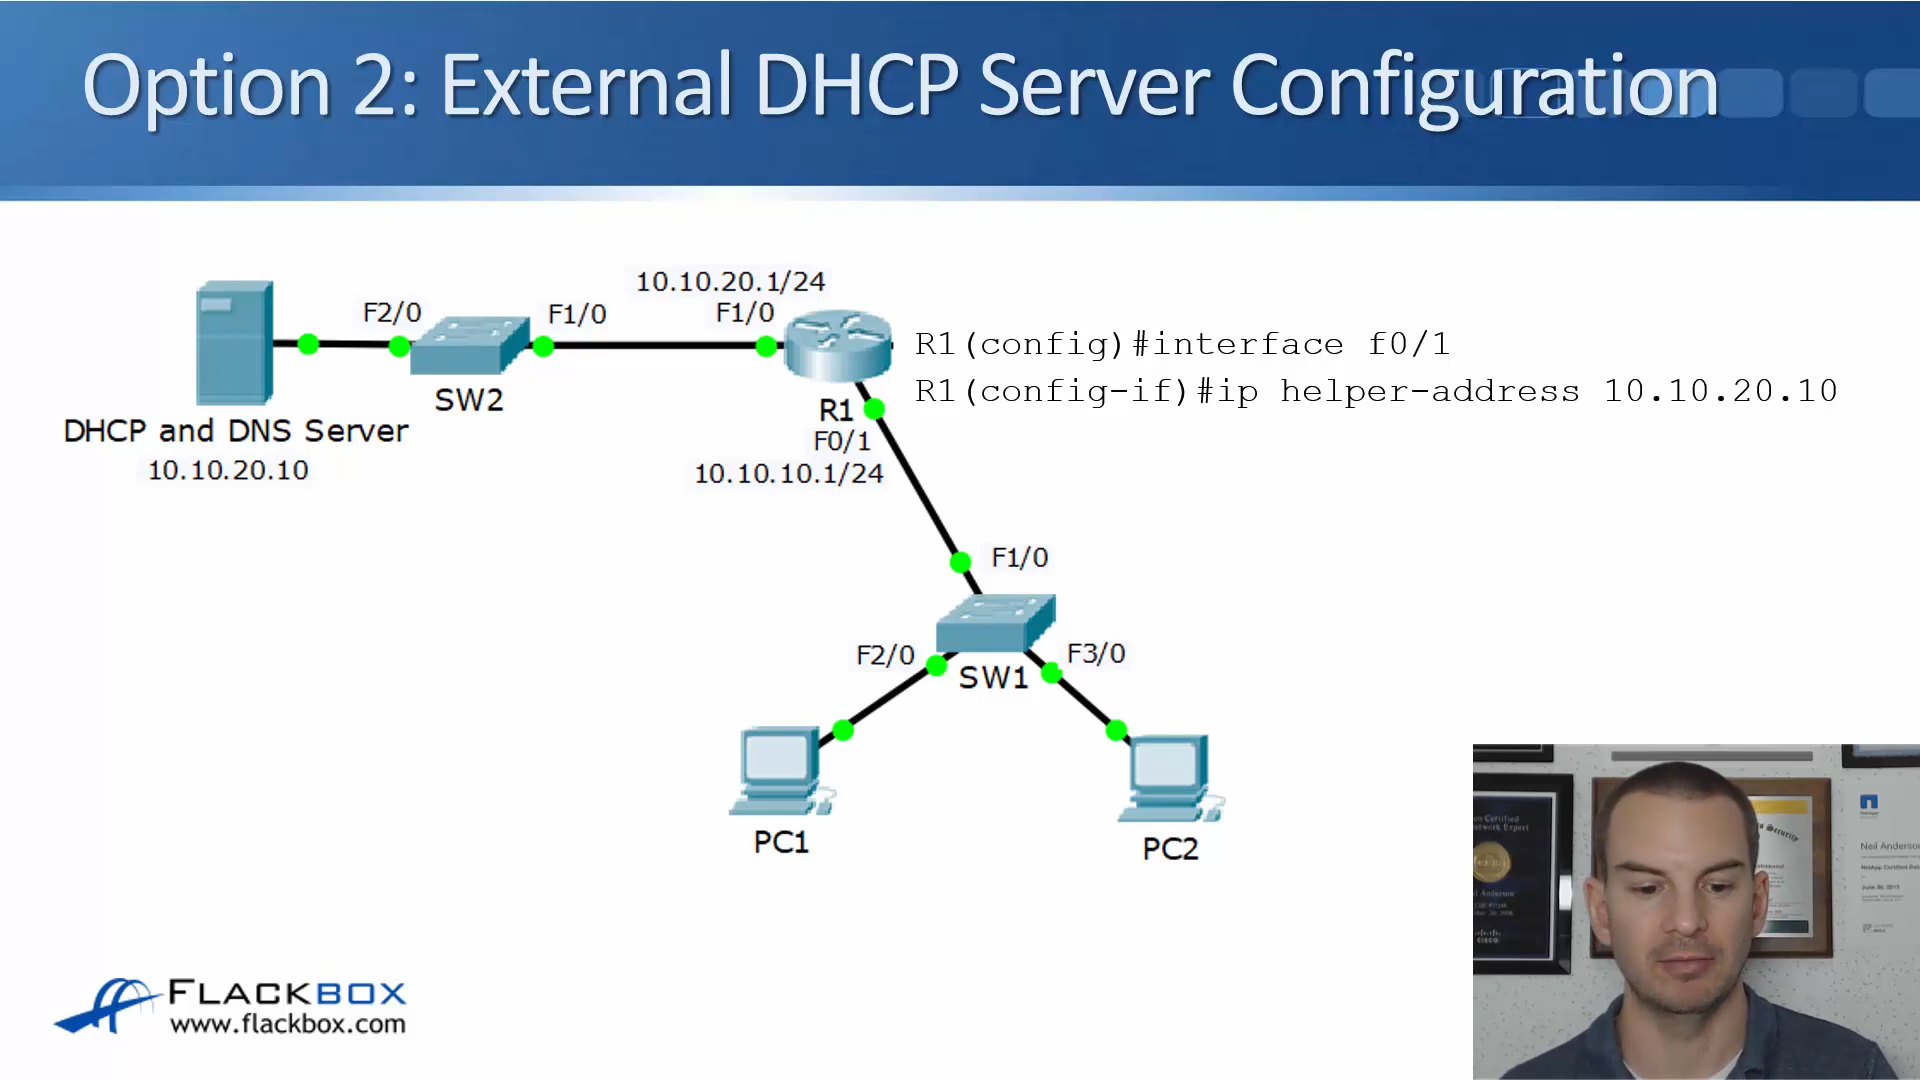 Option 2: External DHCP Server Configuration
10.10.20.1/24
F2/0
F1/0
F1/0
R1(config)#interface f0/1
R1(config-if)#ip helper-address 10.10.20.10
SW2
R1
DHCP and DNS Server
F0/1
10.10.20.10
10.10.10.1/24
F1/0
F2/0
F3/0
SW1
PC1
PC2
Neil Anderson
FLACKBOX
www.flackbox.com
CISCO